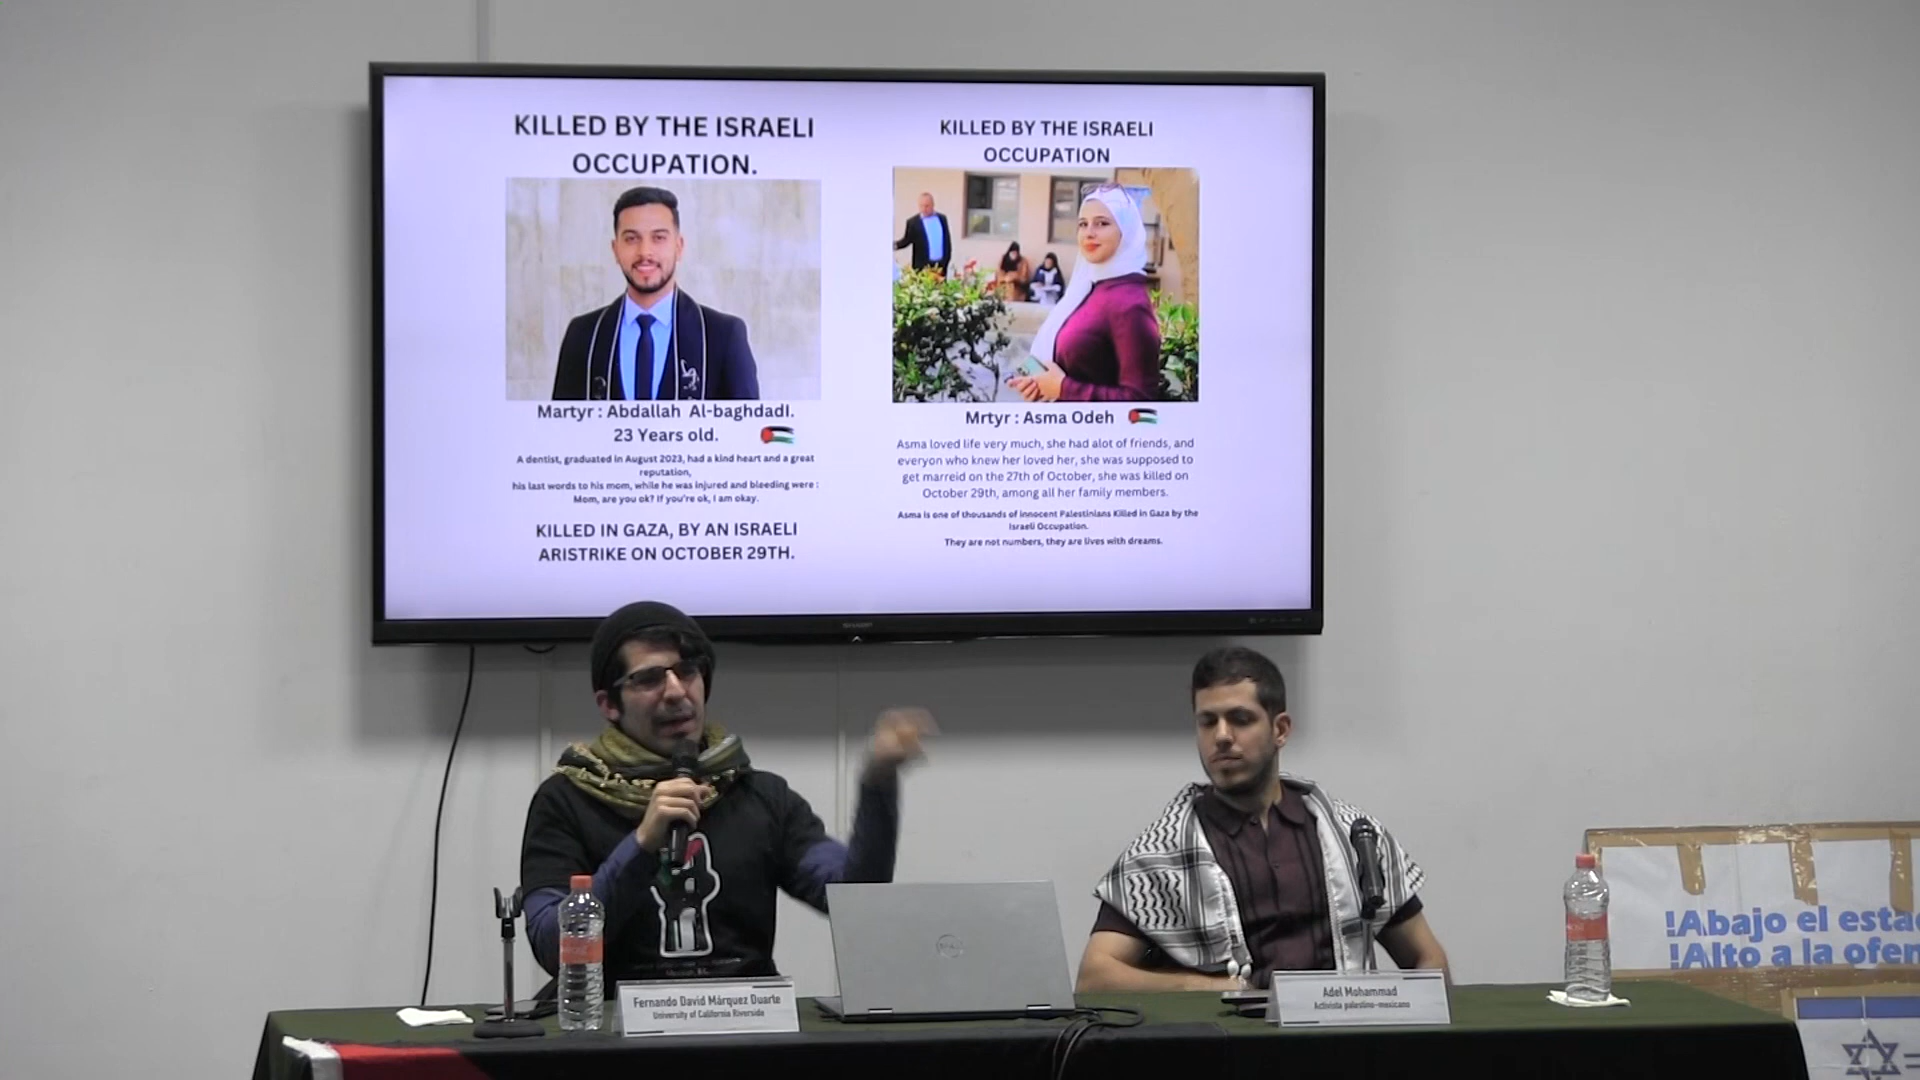 KILLED BY THE ISRAELI
OCCUPATION.
Martyr : Abdallah Al-baghdadI.
23 Years old.
A dentist, graduated in August 2023, had a kind heart and a great
reputation,
his last words to his mom, while he was injured and bleeding were :
Mom, are you ok? If you're ok, I am okay.
KILLED IN GAZA, BY AN ISRAELI
ARISTRIKE ON OCTOBER 29TH.
KILLED BY THE ISRAELI
OCCUPATION
Mrtyr : Asma Odeh
Asma loved life very much, she had alot of friends, and
everyon who knew her loved her, she was supposed to
get marreid on the 27th of October, she was killed on
October 29th, among all her family members.
Asma is one of thousands of innocent Palestinians Killed in Gaza by the
Israeli Occupation.
They are not numbers, they are lives with dreams.
SHARP
Fernando David Márquez Duarte
University of California Riverside
DELL
Adel Mohammad
Activista palestino-mexicano
!Abajo el esta
!Alto a la ofen
=